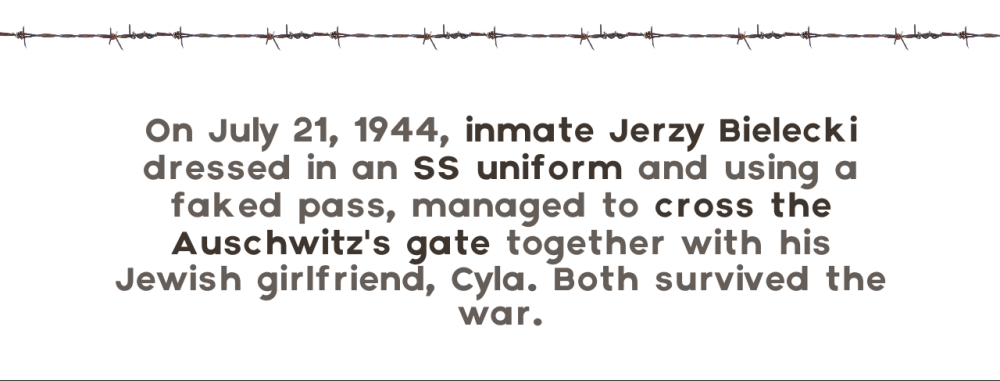 On July 21, 1944, inmate Jerzy Bielecki
dressed in an SS uniform and using a
faked pass, managed to cross the
Auschwitz's gate together with his
Jewish girlfriend, Cyla. Both survived the
war.